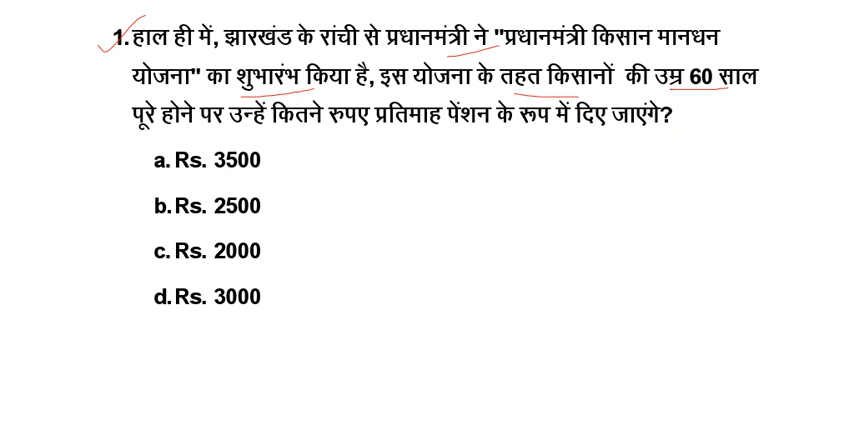 1. हाल ही में, झारखंड के रांची से प्रधानमंत्री ने "प्रधानमंत्री किसान मानधन
योजना" का शुभारंभ किया है, इस योजना के तहत किसानों की उम्र 60 साल
पूरे होने पर उन्हें कितने रुपए प्रतिमाह पेंशन के रूप में दिए जाएंगे?
a. Rs. 3500
b. Rs. 2500
c. Rs. 2000
d. Rs. 3000